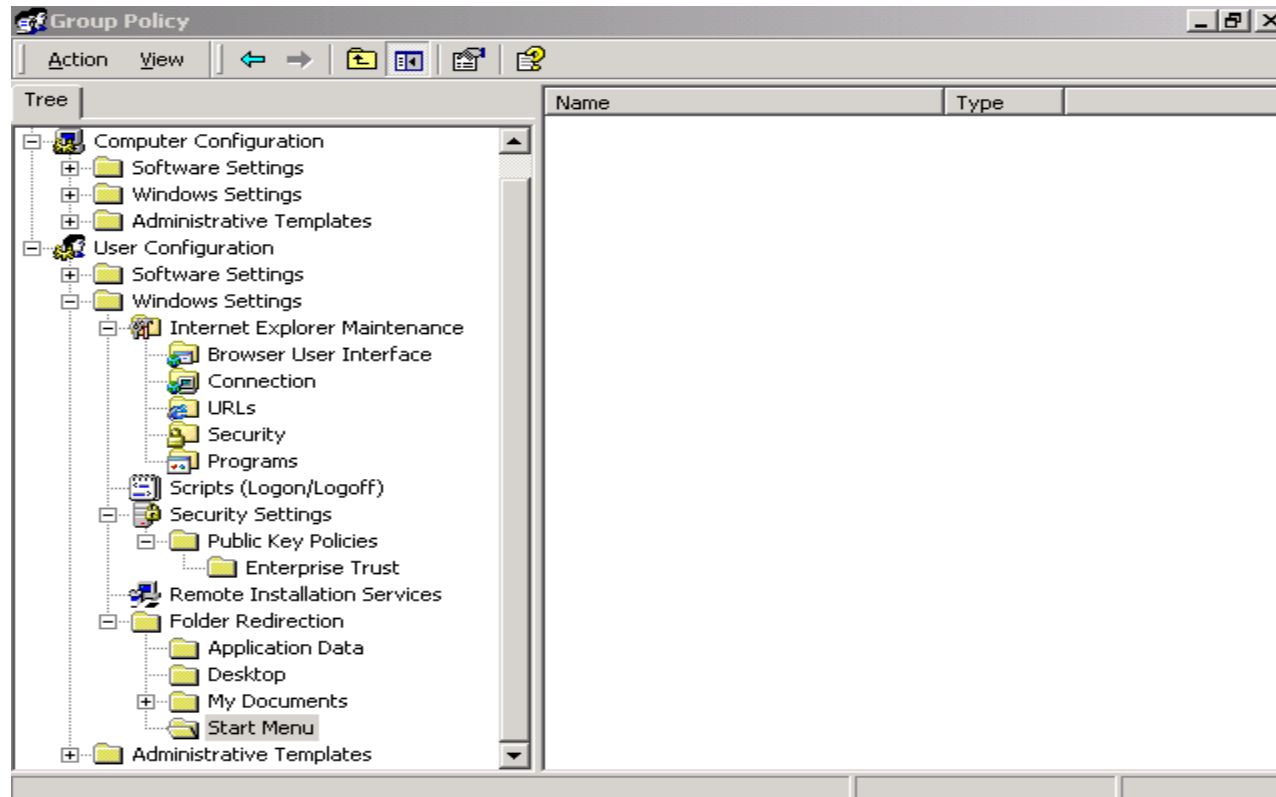 Group Policy
Action View
Tree
Name Type
Computer Configuration
Software Settings
Windows Settings
Administrative Templates
User Configuration
Software Settings
Windows Settings
Internet Explorer Maintenance
Browser User Interface
Connection
URLs
Security
Programs
Scripts (Logon/Logoff)
Security Settings
Public Key Policies
Enterprise Trust
Remote Installation Services
Folder Redirection
Application Data
Desktop
My Documents
Start Menu
Administrative Templates